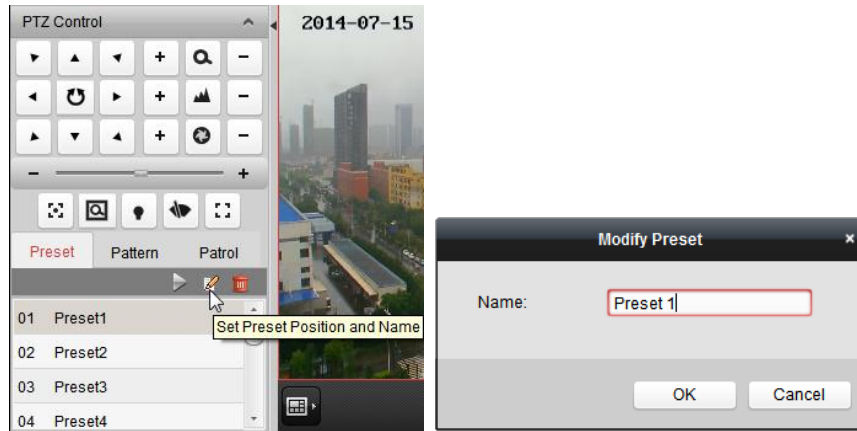 PTZ Control
2014-07-15
Preset Pattern Patrol
Set Preset Position and Name
01 Preset1
02 Preset2
03 Preset3
04 Preset4
Modify Preset
Name: Preset 1
OK Cancel